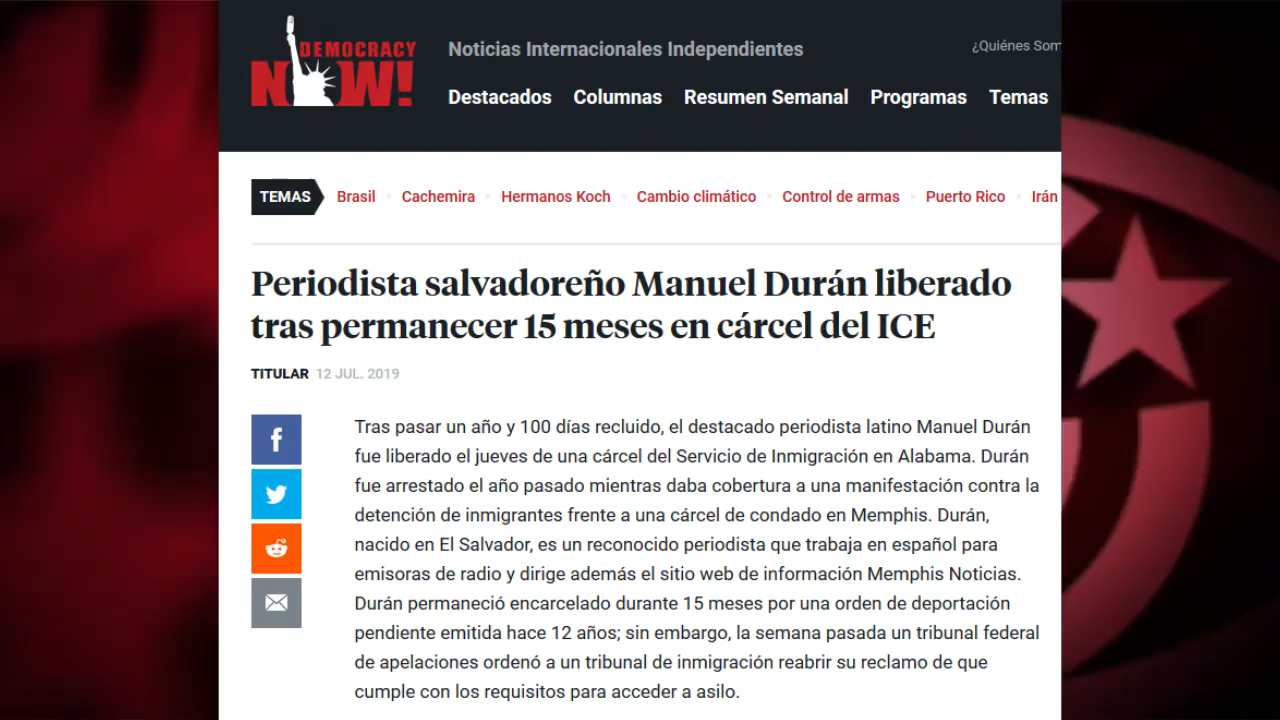 DEMOCRACY
NOW!
Noticias Internacionales Independientes
¿Quiénes Som
Destacados Columnas Resumen Semanal Programas Temas
TEMAS Brasil Cachemira Hermanos Koch Cambio climático Control de armas Puerto Rico Irán
Periodista salvadoreño Manuel Durán liberado
tras permanecer 15 meses en cárcel del ICE
TITULAR 12 JUL. 2019
Tras pasar un año y 100 días recluido, el destacado periodista latino Manuel Durán
fue liberado el jueves de una cárcel del Servicio de Inmigración en Alabama. Durán
fue arrestado el año pasado mientras daba cobertura a una manifestación contra la
detención de inmigrantes frente a una cárcel de condado en Memphis. Durán,
nacido en El Salvador, es un reconocido periodista que trabaja en español para
emisoras de radio y dirige además el sitio web de información Memphis Noticias.
Durán permaneció encarcelado durante 15 meses por una orden de deportación
pendiente emitida hace 12 años; sin embargo, la semana pasada un tribunal federal
de apelaciones ordenó a un tribunal de inmigración reabrir su reclamo de que
cumple con los requisitos para acceder a asilo.